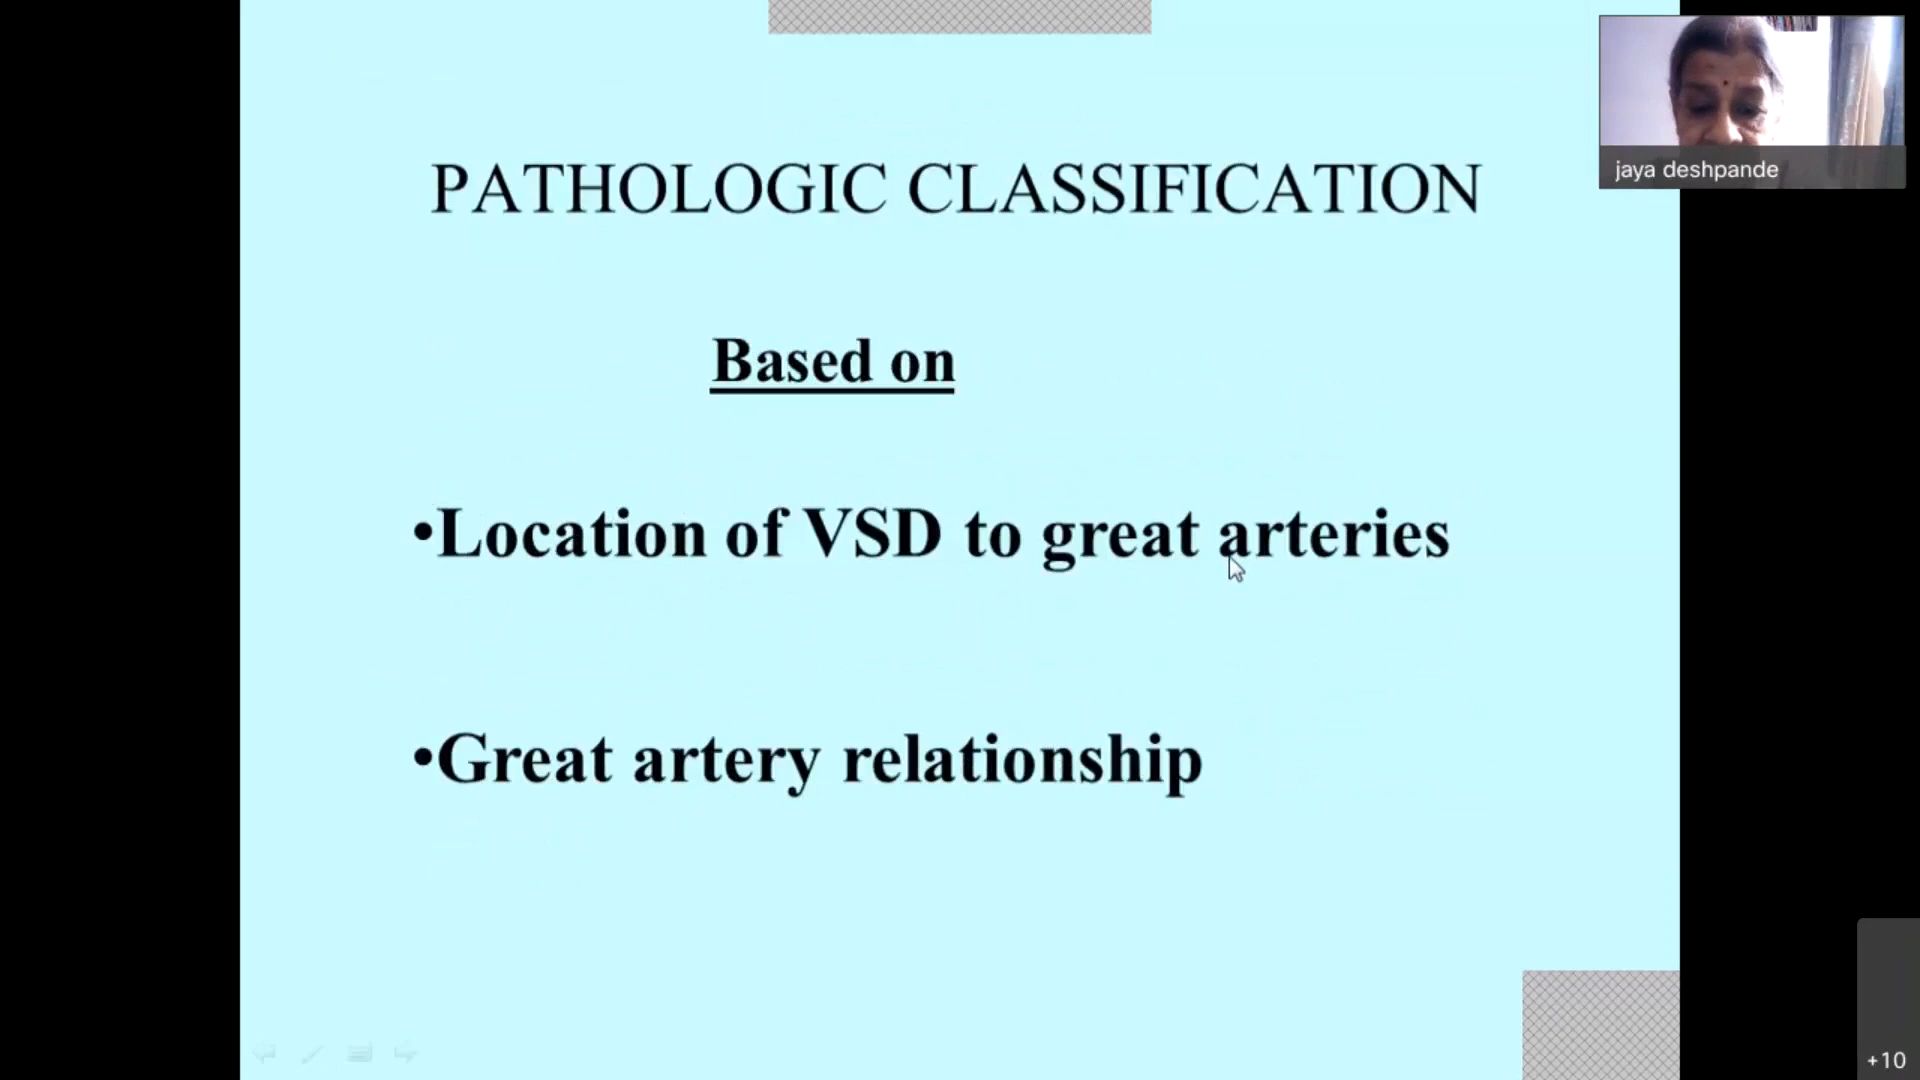 jaya deshpande
PATHOLOGIC CLASSIFICATION
Based on
•Location of VSD to great arteries
•Great artery relationship
+10